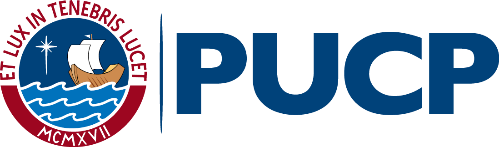 ET LUX IN TENEBRIS LUCET
MCMXVII
PUCP